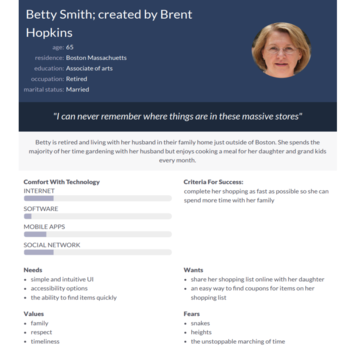 Betty Smith; created by Brent
Hopkins
age: 65
residence: Boston Massachuetts
education: Associate of arts
occupation: Retired
marital status: Married
"I can never remember where things are in these massive stores"
Betty is retired and living with her husband in their family home just outside of Boston. She spends the
majority of her time gardening with her husband but enjoys cooking a meal for her daughter and grand kids
every month.
Comfort With Technology
INTERNET
SOFTWARE
MOBILE APPS
SOCIAL NETWORK
Criteria For Success:
complete her shopping as fast as possible so she can
spend more time with her family
Needs
• simple and intuitive UI
• accessibility options
• the ability to find items quickly
Wants
• share her shopping list online with her daughter
• an easy way to find coupons for items on her
shopping list
Values
• family
• respect
• timeliness
Fears
• snakes
• heights
• the unstoppable marching of time